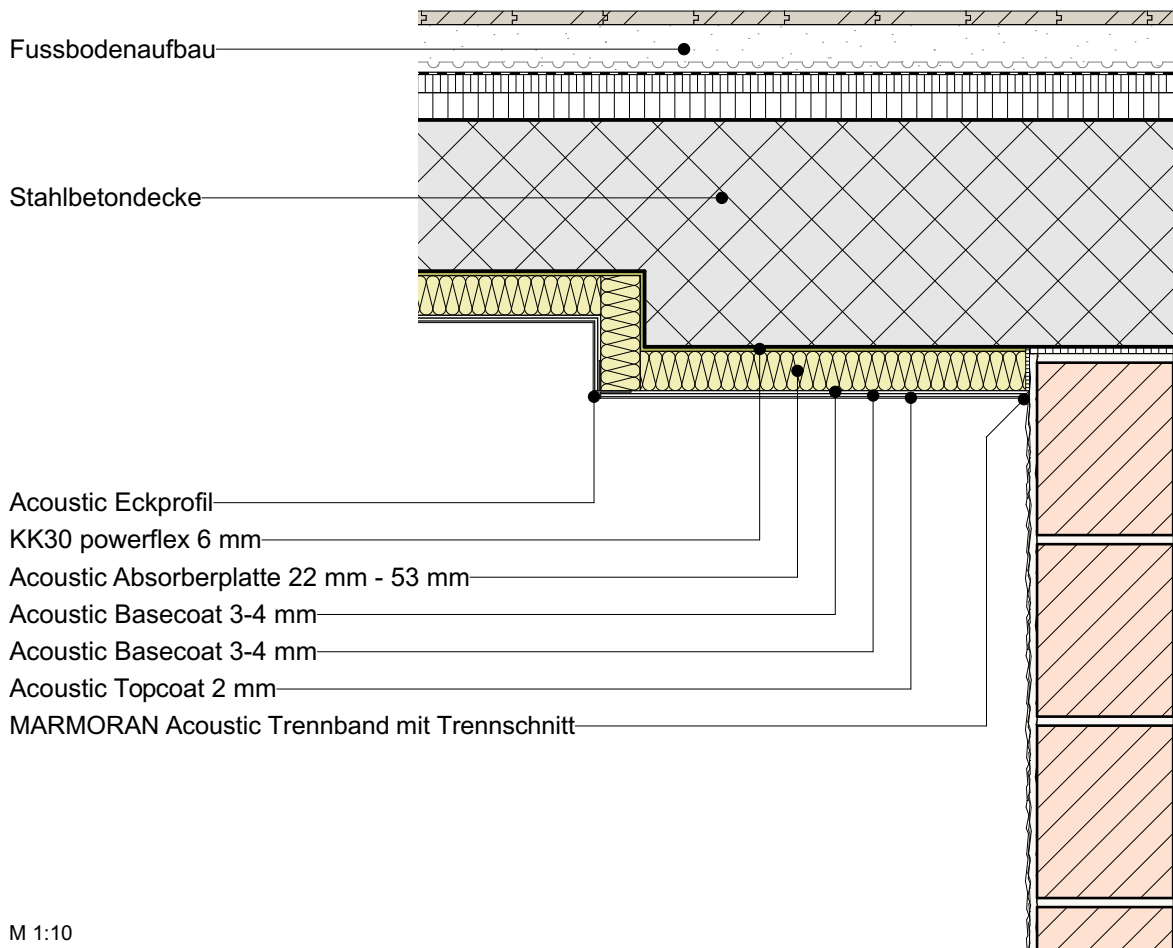 Fussbodenaufbau
Stahlbetondecke
Acoustic Eckprofil
KK30 powerflex 6 mm
Acoustic Absorberplatte 22 mm - 53 mm
Acoustic Basecoat 3-4 mm
Acoustic Basecoat 3-4 mm
Acoustic Topcoat 2 mm
MARMORAN Acoustic Trennband mit Trennschnitt
M 1:10